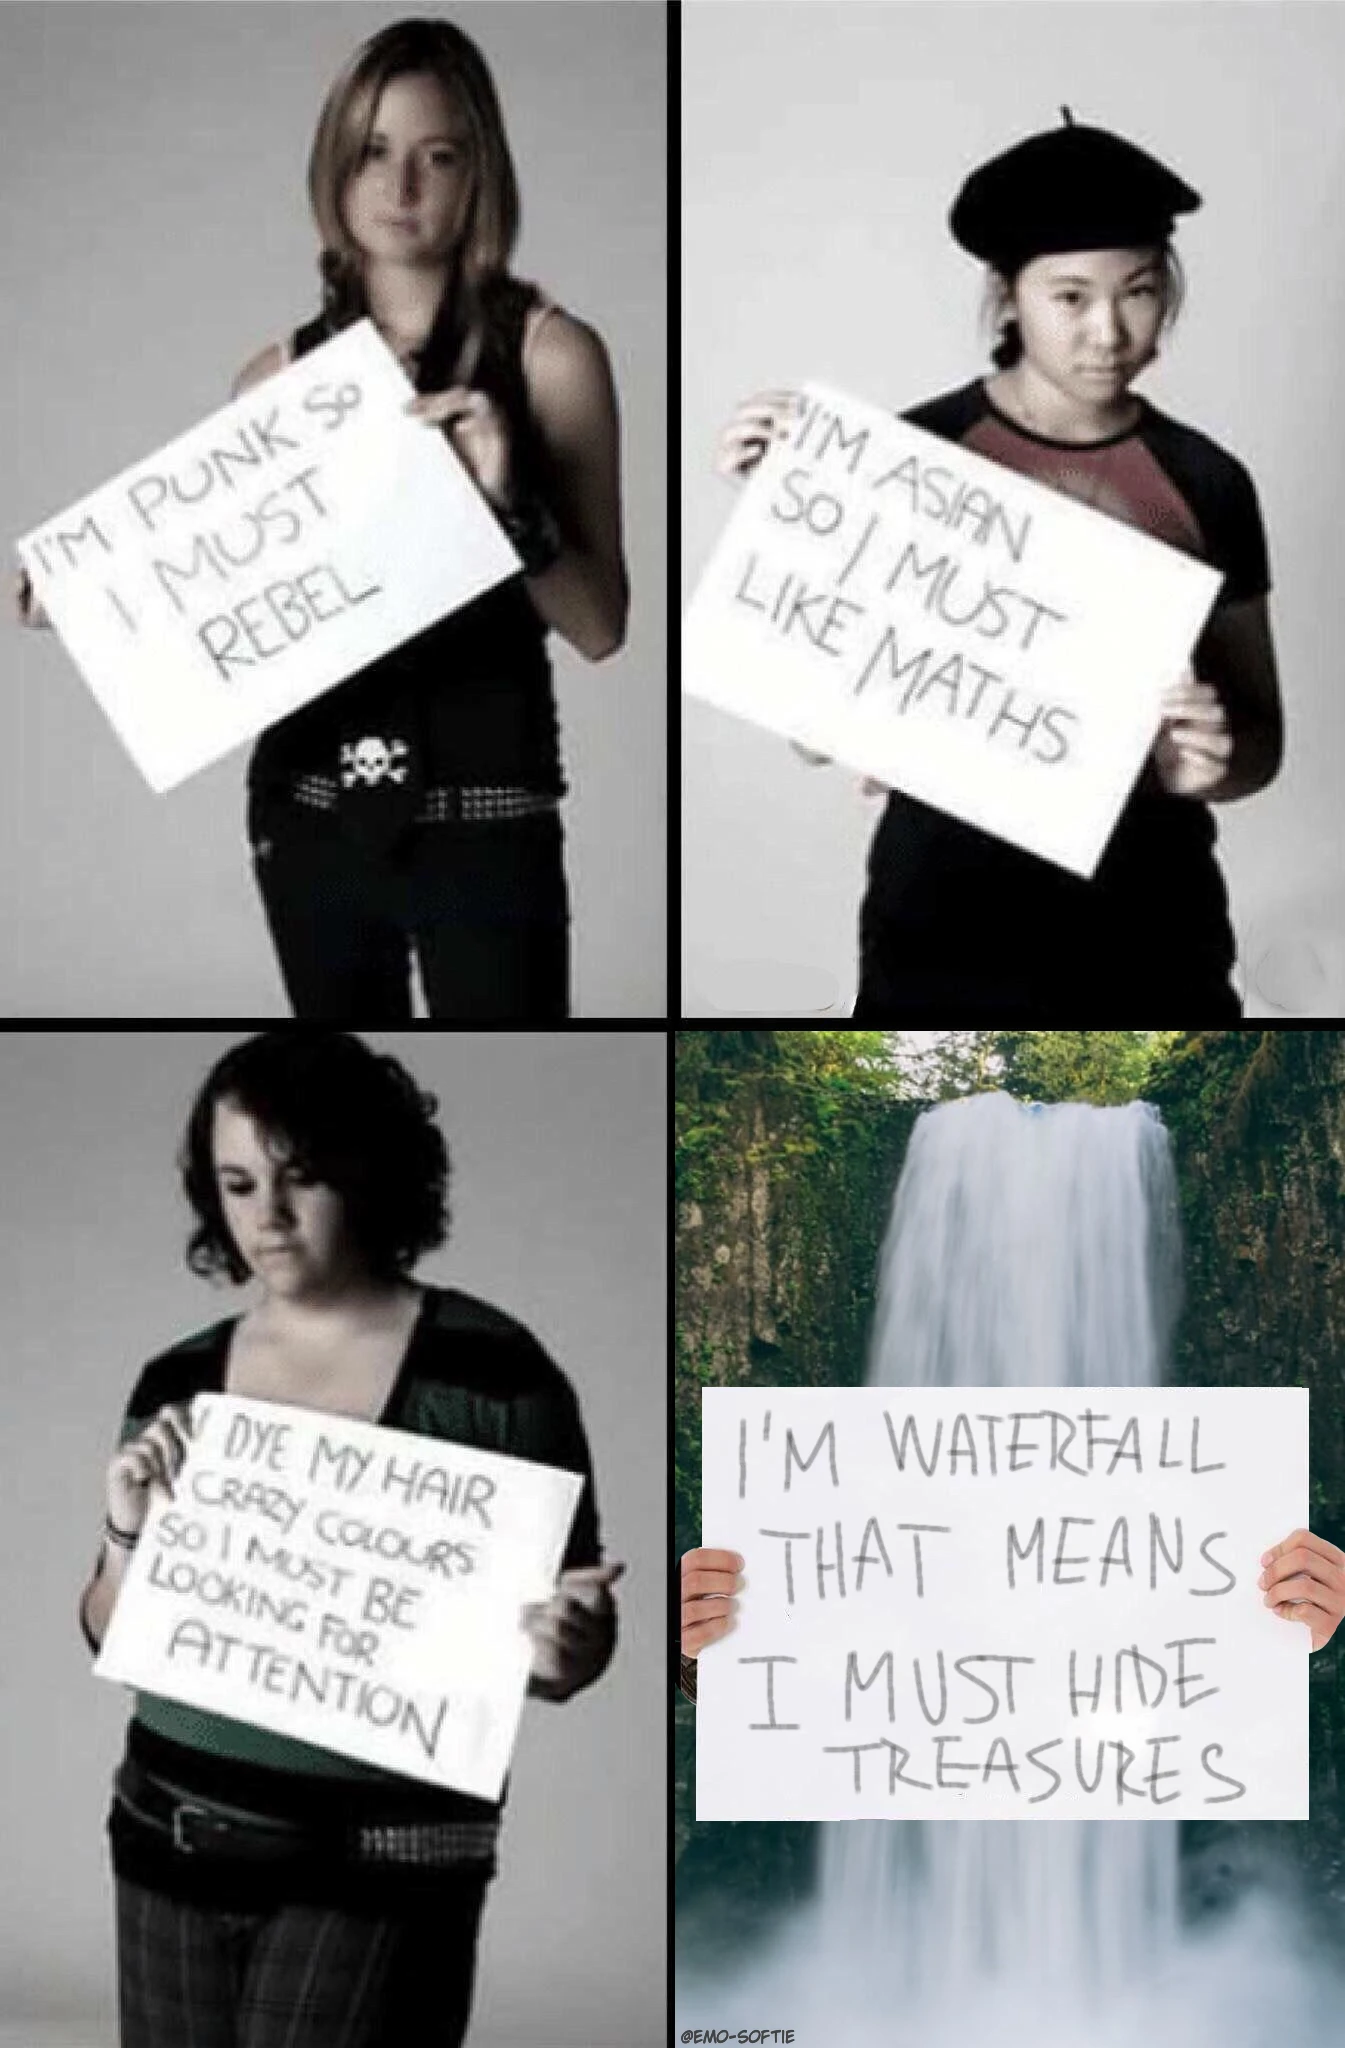 I'M PUNK SO
I MUST
REBEL
I'M ASIAN
SO I MUST
LIKE MATHS
I DYE MY HAIR
CRAZY COLOURS
SO I MUST BE
LOOKING FOR
ATTENTION
I'M WATERFALL
THAT MEANS
I MUST HIDE
TREASURES
@EMO-SOFTIE